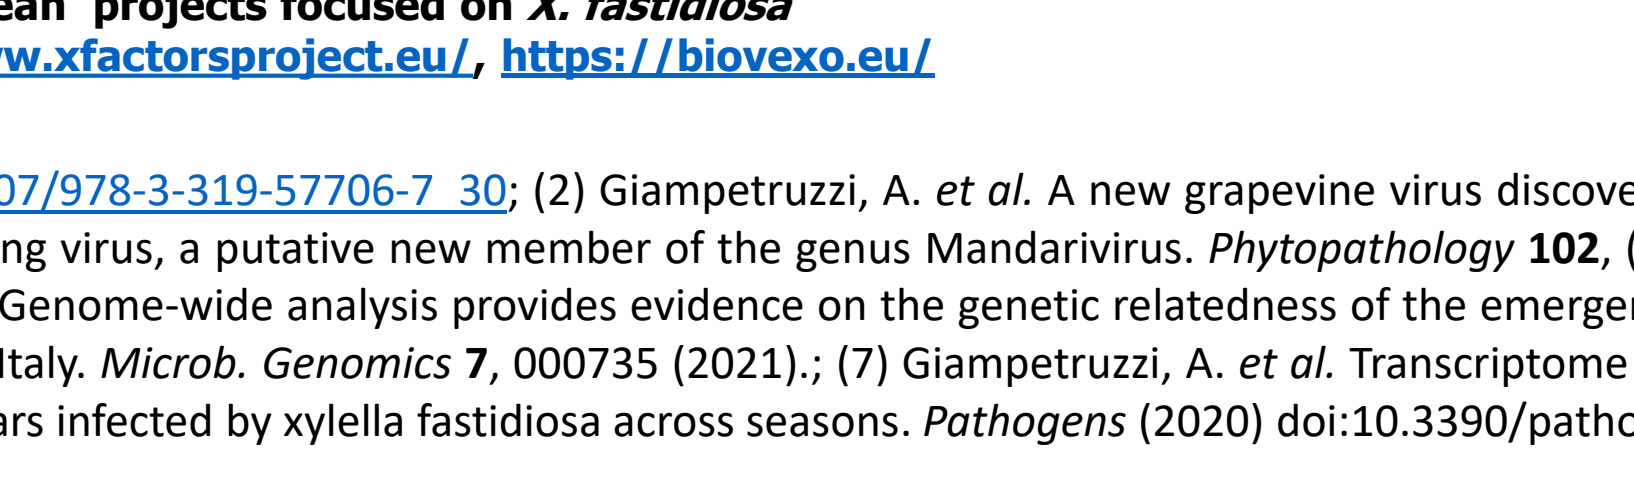 ean projects focused on X. fastidiosa
w.xfactorsproject.eu/, https://biovexo.eu/
07/978-3-319-57706-7_30; (2) Giampetruzzi, A. et al. A new grapevine virus discove
ng virus, a putative new member of the genus Mandarivirus. Phytopathology 102, (
Genome-wide analysis provides evidence on the genetic relatedness of the emerge
Italy. Microb. Genomics 7, 000735 (2021).; (7) Giampetruzzi, A. et al. Transcriptome
ars infected by xylella fastidiosa across seasons. Pathogens (2020) doi:10.3390/patho